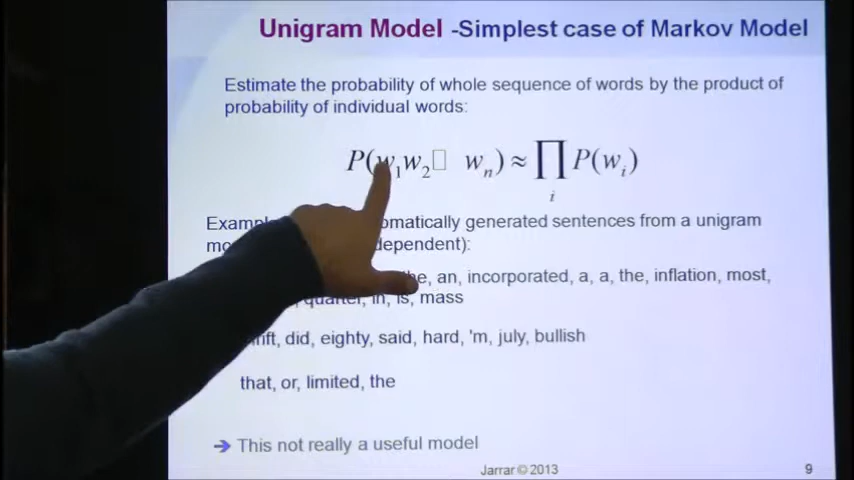 Unigram Model -Simplest case of Markov Model
Estimate the probability of whole sequence of words by the product of
probability of individual words:
P(w₁w₂□ wₙ) ≈ ∏ P(wᵢ)
i
Example omatically generated sentences from a unigram
mo dependent):
he, an, incorporated, a, a, the, inflation, most,
quarter, in, is, mass
ift, did, eighty, said, hard, 'm, july, bullish
that, or, limited, the
➔ This not really a useful model
Jarrar © 2013
9